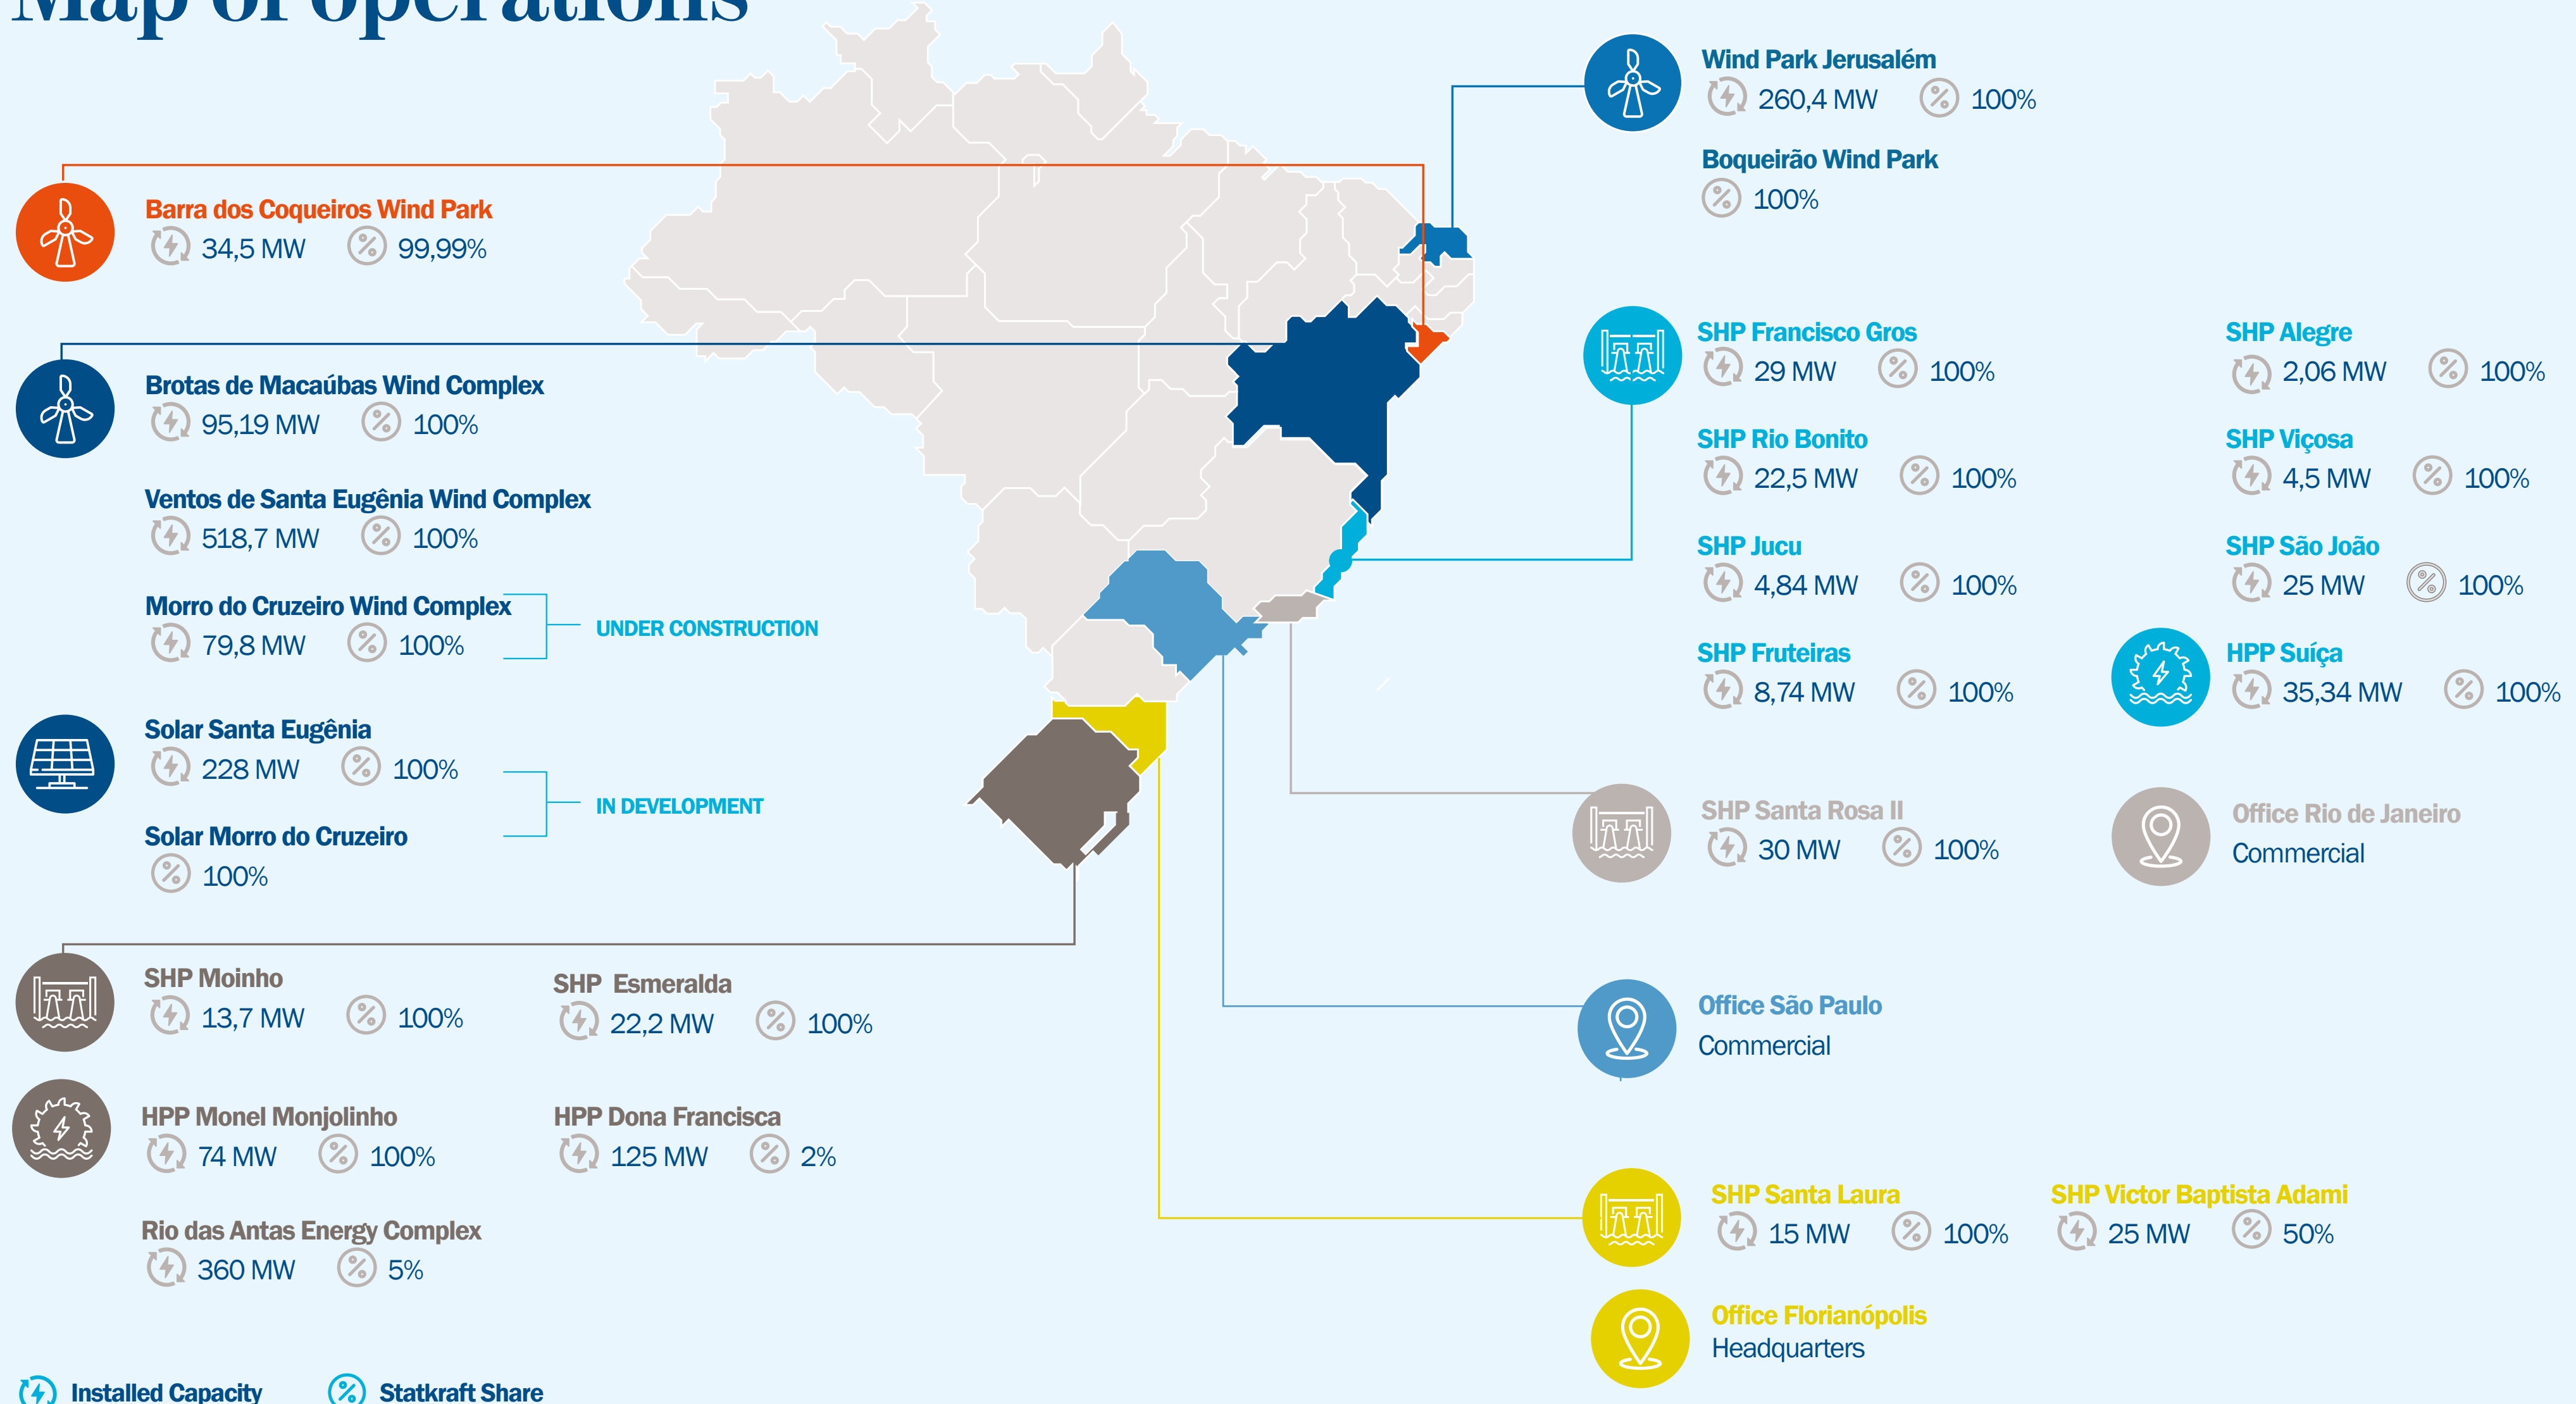 Map of operations
Barra dos Coqueiros Wind Park
34,5 MW 99,99%
Brotas de Macaúbas Wind Complex
95,19 MW 100%
Ventos de Santa Eugênia Wind Complex
518,7 MW 100%
Morro do Cruzeiro Wind Complex
79,8 MW 100%
UNDER CONSTRUCTION
Solar Santa Eugênia
228 MW 100%
IN DEVELOPMENT
Solar Morro do Cruzeiro
100%
SHP Moinho
13,7 MW 100%
SHP Esmeralda
22,2 MW 100%
HPP Monel Monjolinho
74 MW 100%
HPP Dona Francisca
125 MW 2%
Rio das Antas Energy Complex
360 MW 5%
Installed Capacity
Statkraft Share
Wind Park Jerusalém
260,4 MW 100%
Boqueirão Wind Park
100%
SHP Francisco Gros
29 MW 100%
SHP Alegre
2,06 MW 100%
SHP Rio Bonito
22,5 MW 100%
SHP Viçosa
4,5 MW 100%
SHP Jucu
4,84 MW 100%
SHP São João
25 MW 100%
SHP Fruteiras
8,74 MW 100%
HPP Suíça
35,34 MW 100%
SHP Santa Rosa II
30 MW 100%
Office Rio de Janeiro
Commercial
Office São Paulo
Commercial
SHP Santa Laura
15 MW 100%
SHP Victor Baptista Adami
25 MW 50%
Office Florianópolis
Headquarters